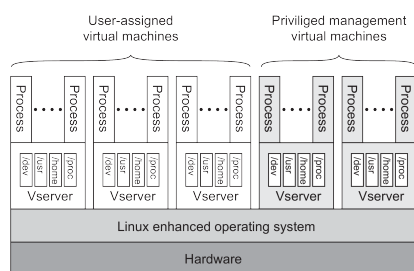 User-assigned
virtual machines
Priviliged management
virtual machines
Process
Process
Process
Process
Process
Process
Process
Process
Process
Process
/dev
/usr
/home
/proc
/dev
/usr
/home
/proc
/dev
/usr
/home
/proc
/dev
/usr
/home
/proc
/dev
/usr
/home
/proc
Vserver
Vserver
Vserver
Vserver
Vserver
Linux enhanced operating system
Hardware